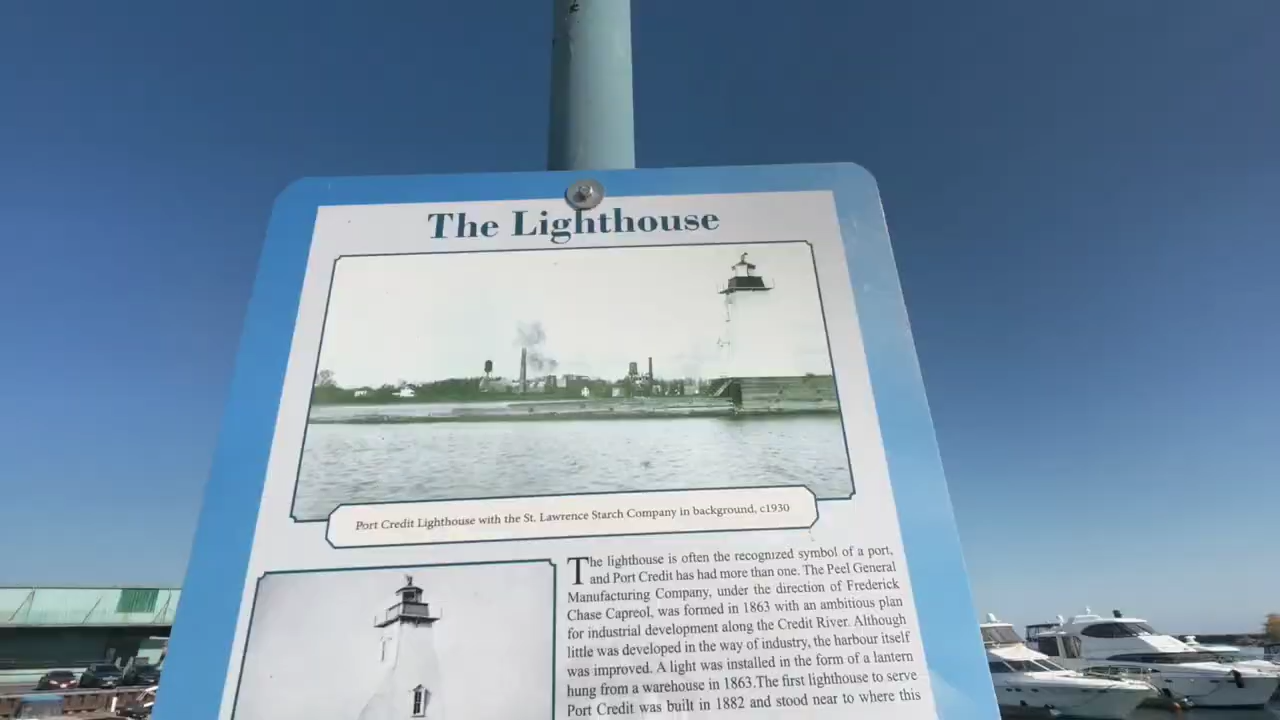 The Lighthouse
Port Credit Lighthouse with the St. Lawrence Starch Company in background, c1930
The lighthouse is often the recognized symbol of a port,
and Port Credit has had more than one. The Peel General
Manufacturing Company, under the direction of Frederick
Chase Capreol, was formed in 1863 with an ambitious plan
for industrial development along the Credit River. Although
little was developed in the way of industry, the harbour itself
was improved. A light was installed in the form of a lantern
hung from a warehouse in 1863.The first lighthouse to serve
Port Credit was built in 1882 and stood near to where this